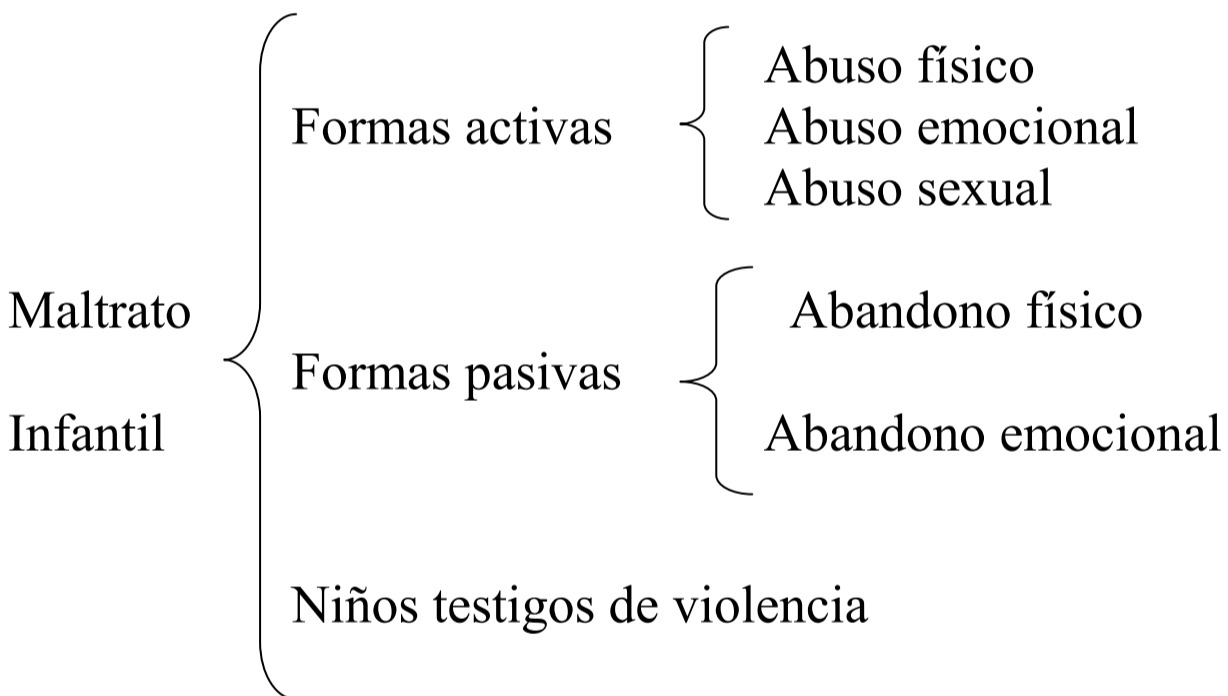 Maltrato
Infantil
Formas activas
Abuso físico
Abuso emocional
Abuso sexual
Formas pasivas
Abandono físico
Abandono emocional
Niños testigos de violencia